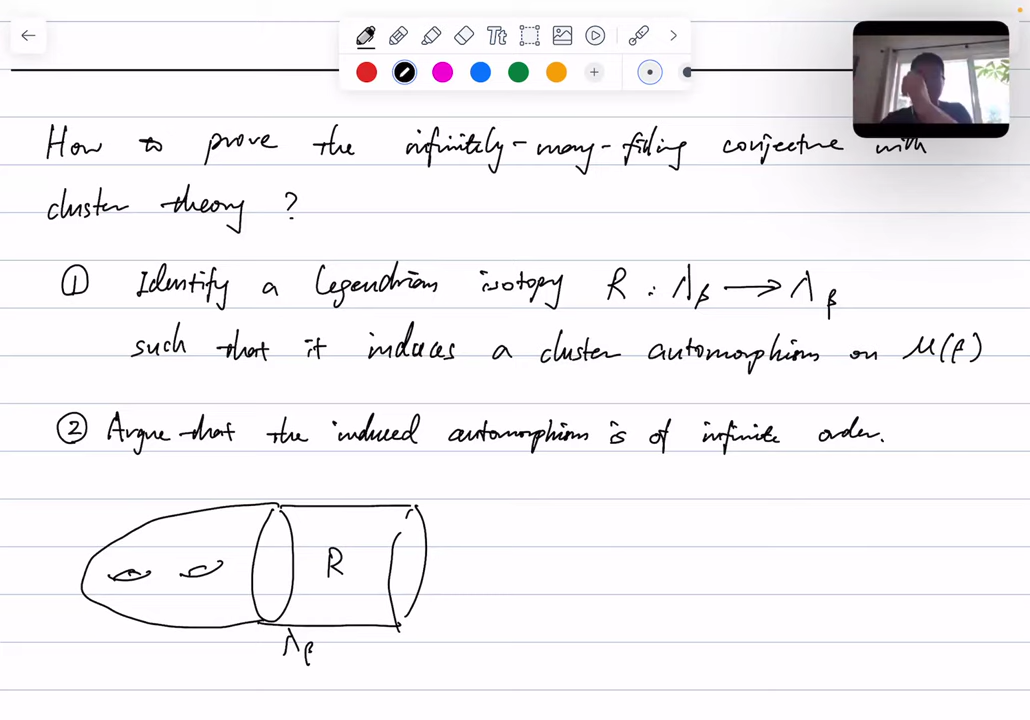 Tt
How to prove the infinitely-many-filling conjecture with
cluster theory ?
① Identify a Legendrian isotopy R : Λβ → Λβ
such that it induces a cluster automorphism on M(β)
② Argue that the induced automorphism is of infinite order.
R
Λβ